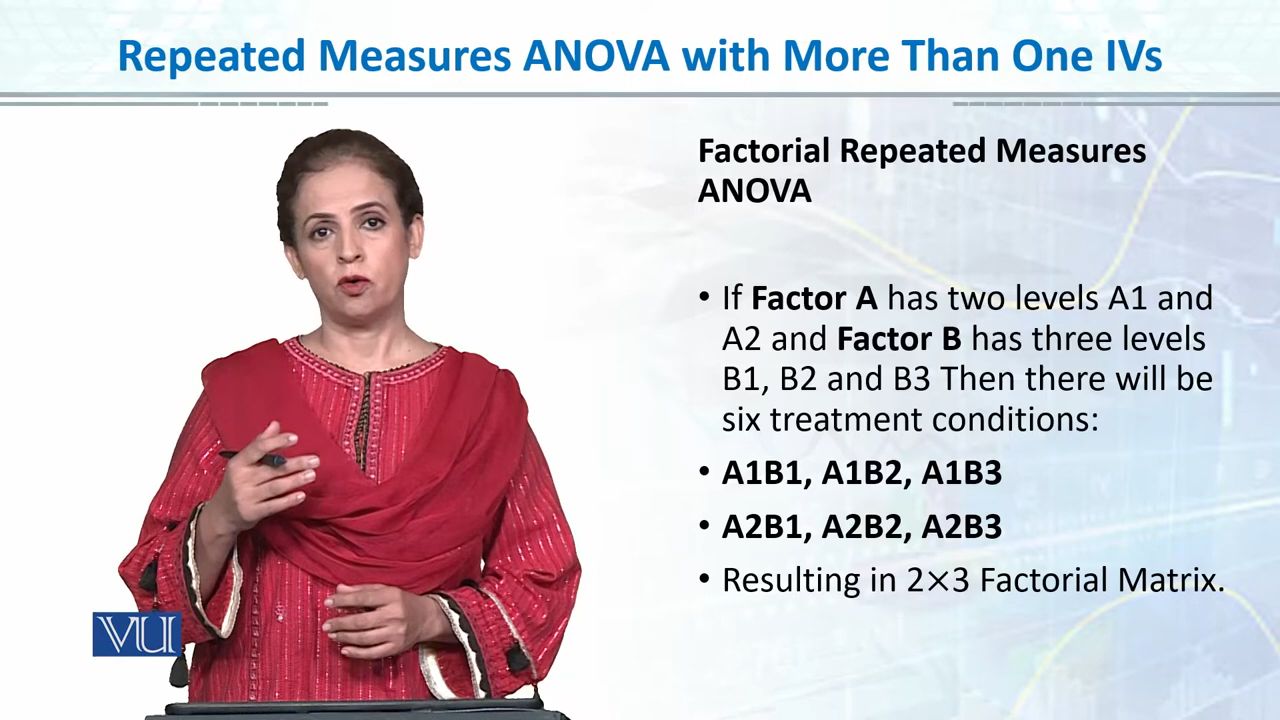 Repeated Measures ANOVA with More Than One IVs
Factorial Repeated Measures
ANOVA
• If Factor A has two levels A1 and
A2 and Factor B has three levels
B1, B2 and B3 Then there will be
six treatment conditions:
• A1B1, A1B2, A1B3
• A2B1, A2B2, A2B3
• Resulting in 2×3 Factorial Matrix.
VU